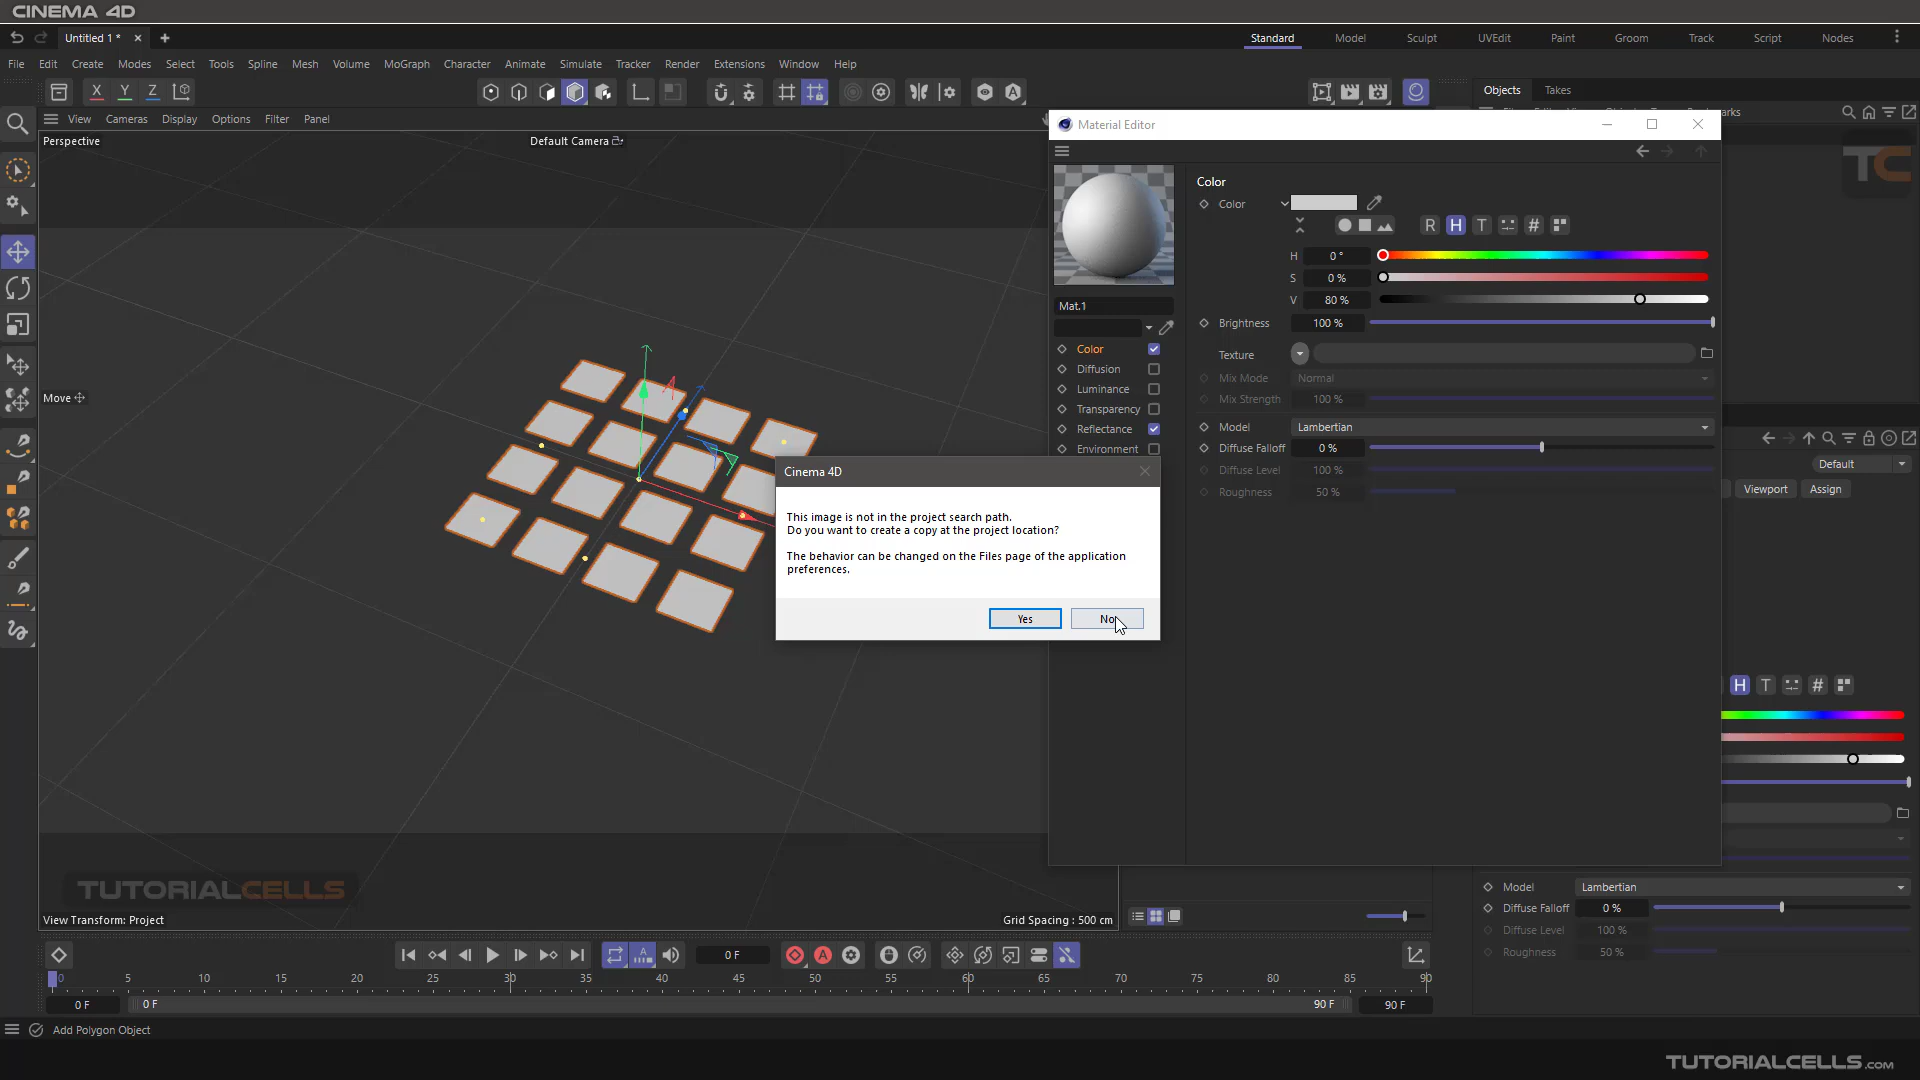 CINEMA 4D
Untitled 1 *
Standard
Model
Sculpt
UVEdit
Paint
Groom
Track
Script
Nodes
File
Edit
Create
Modes
Select
Tools
Spline
Mesh
Volume
MoGraph
Character
Animate
Simulate
Tracker
Render
Extensions
Window
Help
X
Y
Z
Objects
Takes
View
Cameras
Display
Options
Filter
Panel
Perspective
Default Camera
Move
TC
Material Editor
Mat.1
Color
Diffusion
Luminance
Transparency
Reflectance
Environment
Color
Color
R
H
T
#
H
0 °
S
0 %
V
80 %
Brightness
100 %
Texture
Mix Mode
Normal
Mix Strength
100 %
Model
Lambertian
Diffuse Falloff
0 %
Diffuse Level
100 %
Roughness
50 %
Cinema 4D
This image is not in the project search path.
Do you want to create a copy at the project location?
The behavior can be changed on the Files page of the application
preferences.
Yes
No
Default
Viewport
Assign
H
T
#
Model
Lambertian
Diffuse Falloff
0 %
Diffuse Level
100 %
Roughness
50 %
TUTORIALCELLS
View Transform: Project
Grid Spacing : 500 cm
0 F
0
5
10
15
20
25
30
35
40
45
50
55
60
65
70
75
80
85
90
0 F
0 F
90 F
90 F
Add Polygon Object
TUTORIALCELLS.com